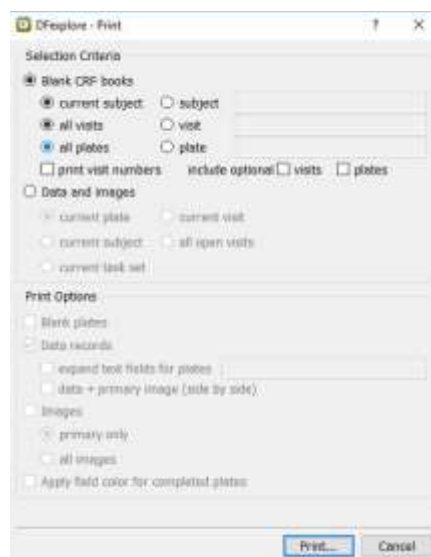 DFexplore - Print ? ×
Selection Criteria
Blank CRF books
current subject subject
all visits visit
all plates plate
print visit numbers include optional visits plates
Data and images
current plate current visit
current subject all open visits
current task set
Print Options
Blank plates
Data records
expand text fields for plates
data + primary image (side by side)
Images
primary only
all images
Apply field color for completed plates
Print... Cancel